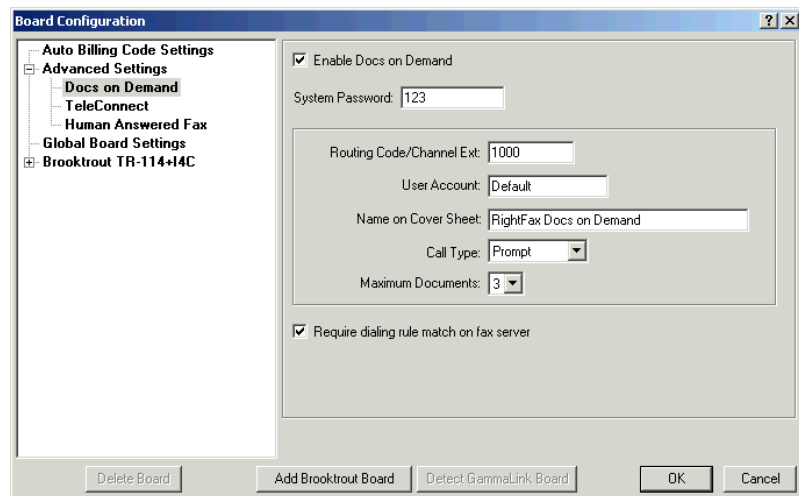 Board Configuration
Auto Billing Code Settings
Advanced Settings
Docs on Demand
TeleConnect
Human Answered Fax
Global Board Settings
Brooktrout TR-114+I4C
Enable Docs on Demand
System Password: 123
Routing Code/Channel Ext: 1000
User Account: Default
Name on Cover Sheet: RightFax Docs on Demand
Call Type: Prompt
Maximum Documents: 3
Require dialing rule match on fax server
Delete Board Add Brooktrout Board Detect GammaLink Board OK Cancel